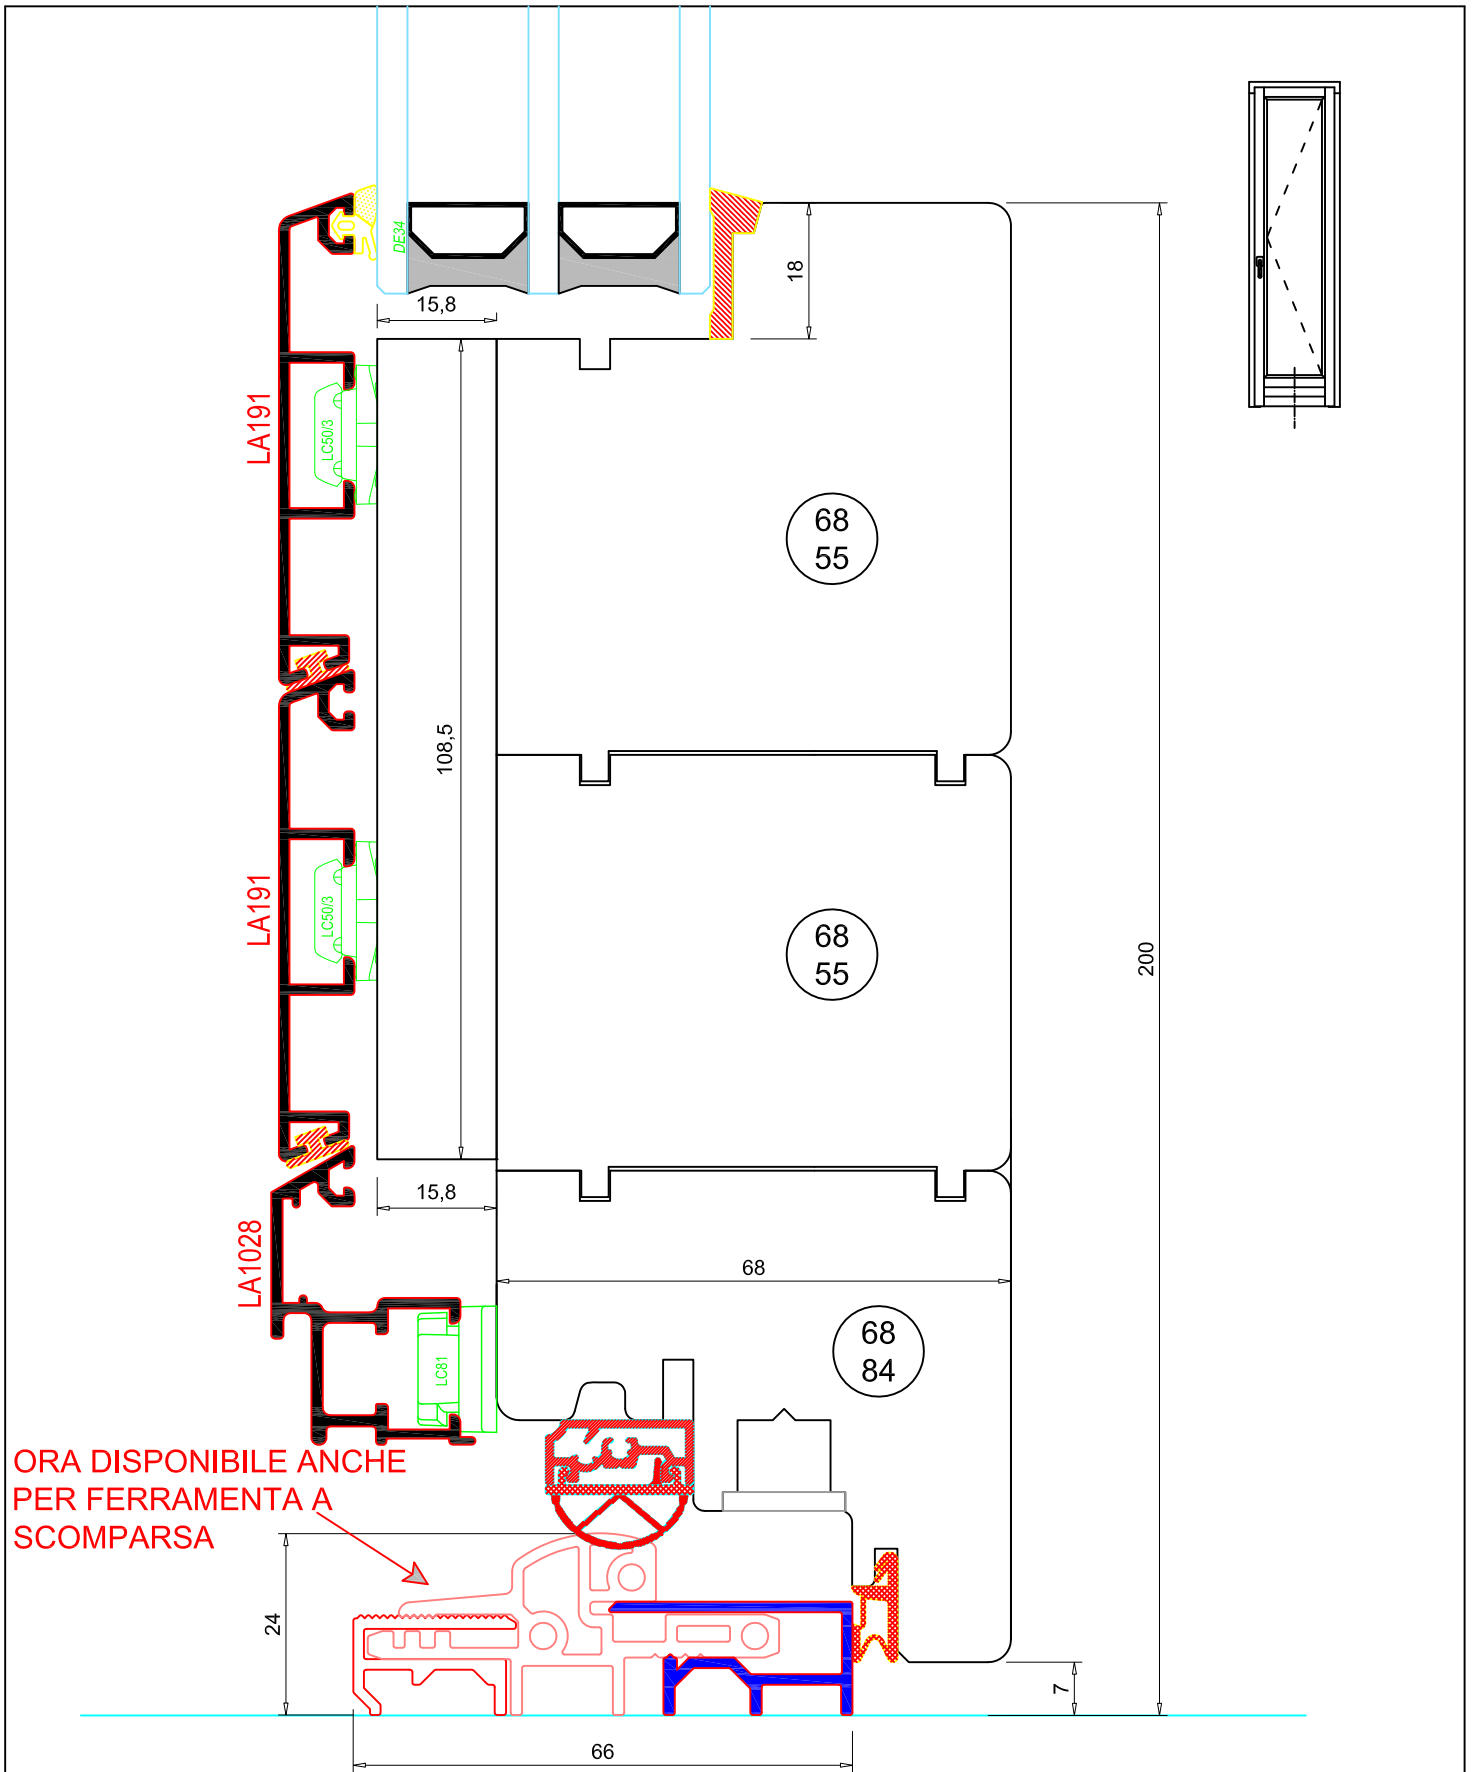 DE34
15,8
18
LA191
LC50/3
68
55
108,5
LA191
LC50/3
68
55
200
15,8
LA1028
68
LC81
68
84
ORA DISPONIBILE ANCHE
PER FERRAMENTA A
SCOMPARSA
24
7
66